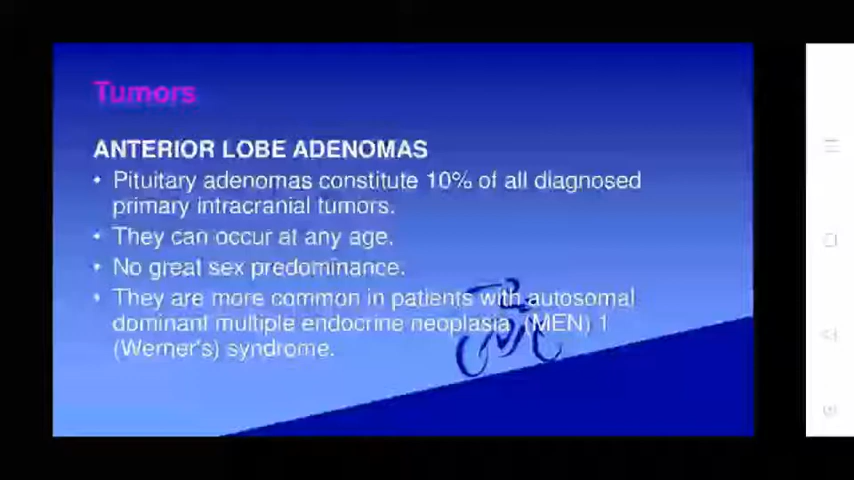 Tumors
ANTERIOR LOBE ADENOMAS
• Pituitary adenomas constitute 10% of all diagnosed
primary intracranial tumors.
• They can occur at any age.
• No great sex predominance.
• They are more common in patients with autosomal
dominant multiple endocrine neoplasia (MEN) 1
(Werner's) syndrome.